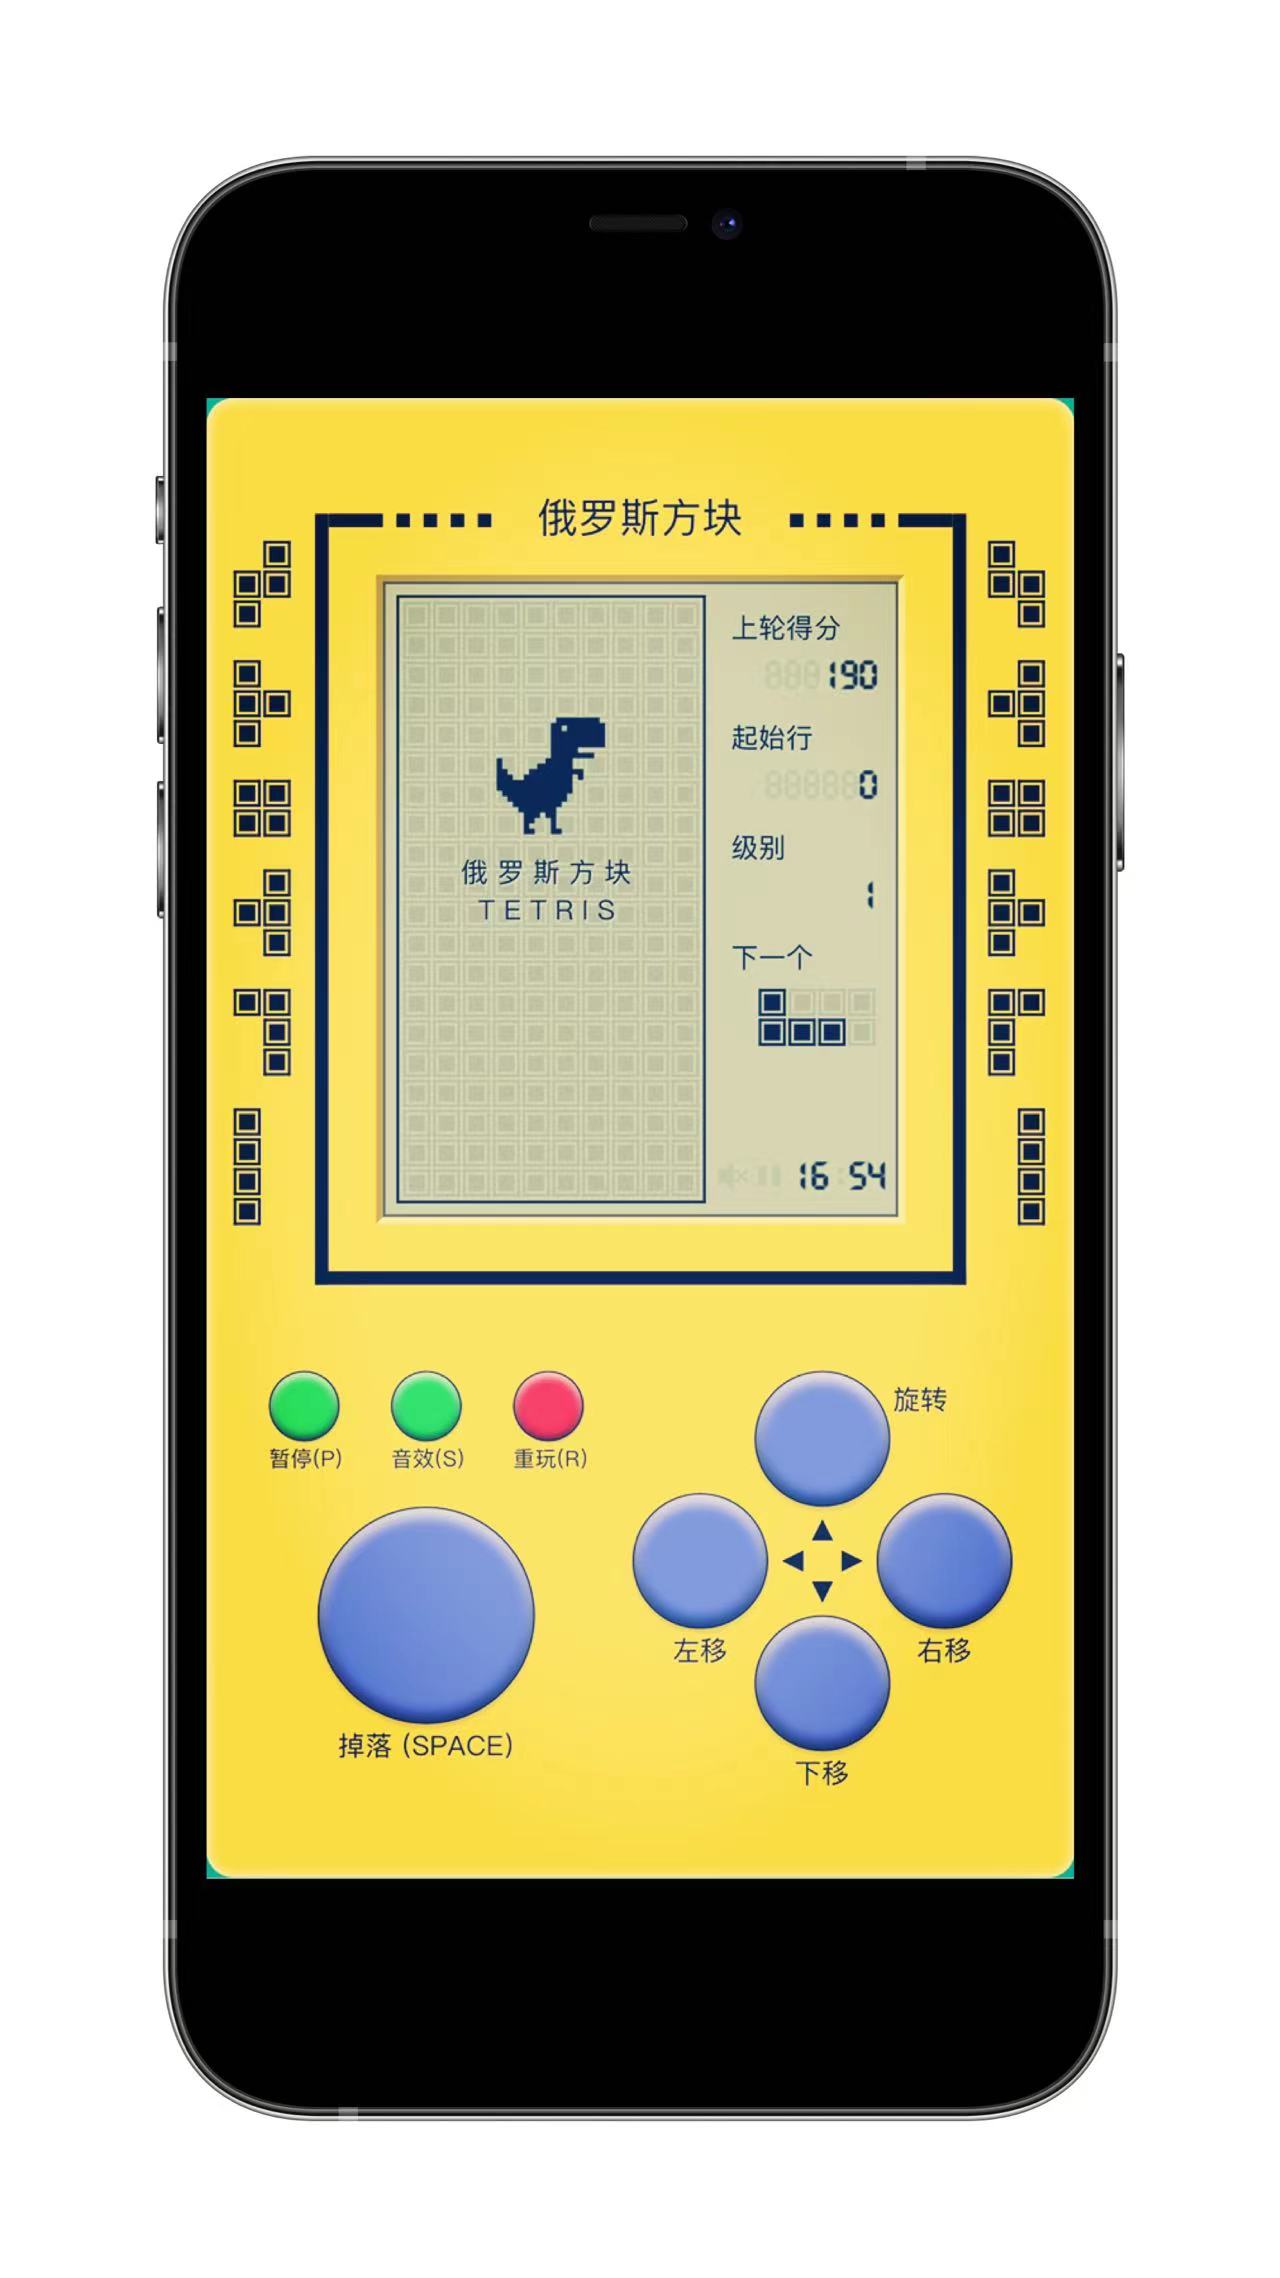 俄罗斯方块
上轮得分
190
起始行
0
级别
1
下一个
16:54
俄罗斯方块
TETRIS
暂停(P)
音效(S)
重玩(R)
旋转
左移
右移
下移
掉落 (SPACE)